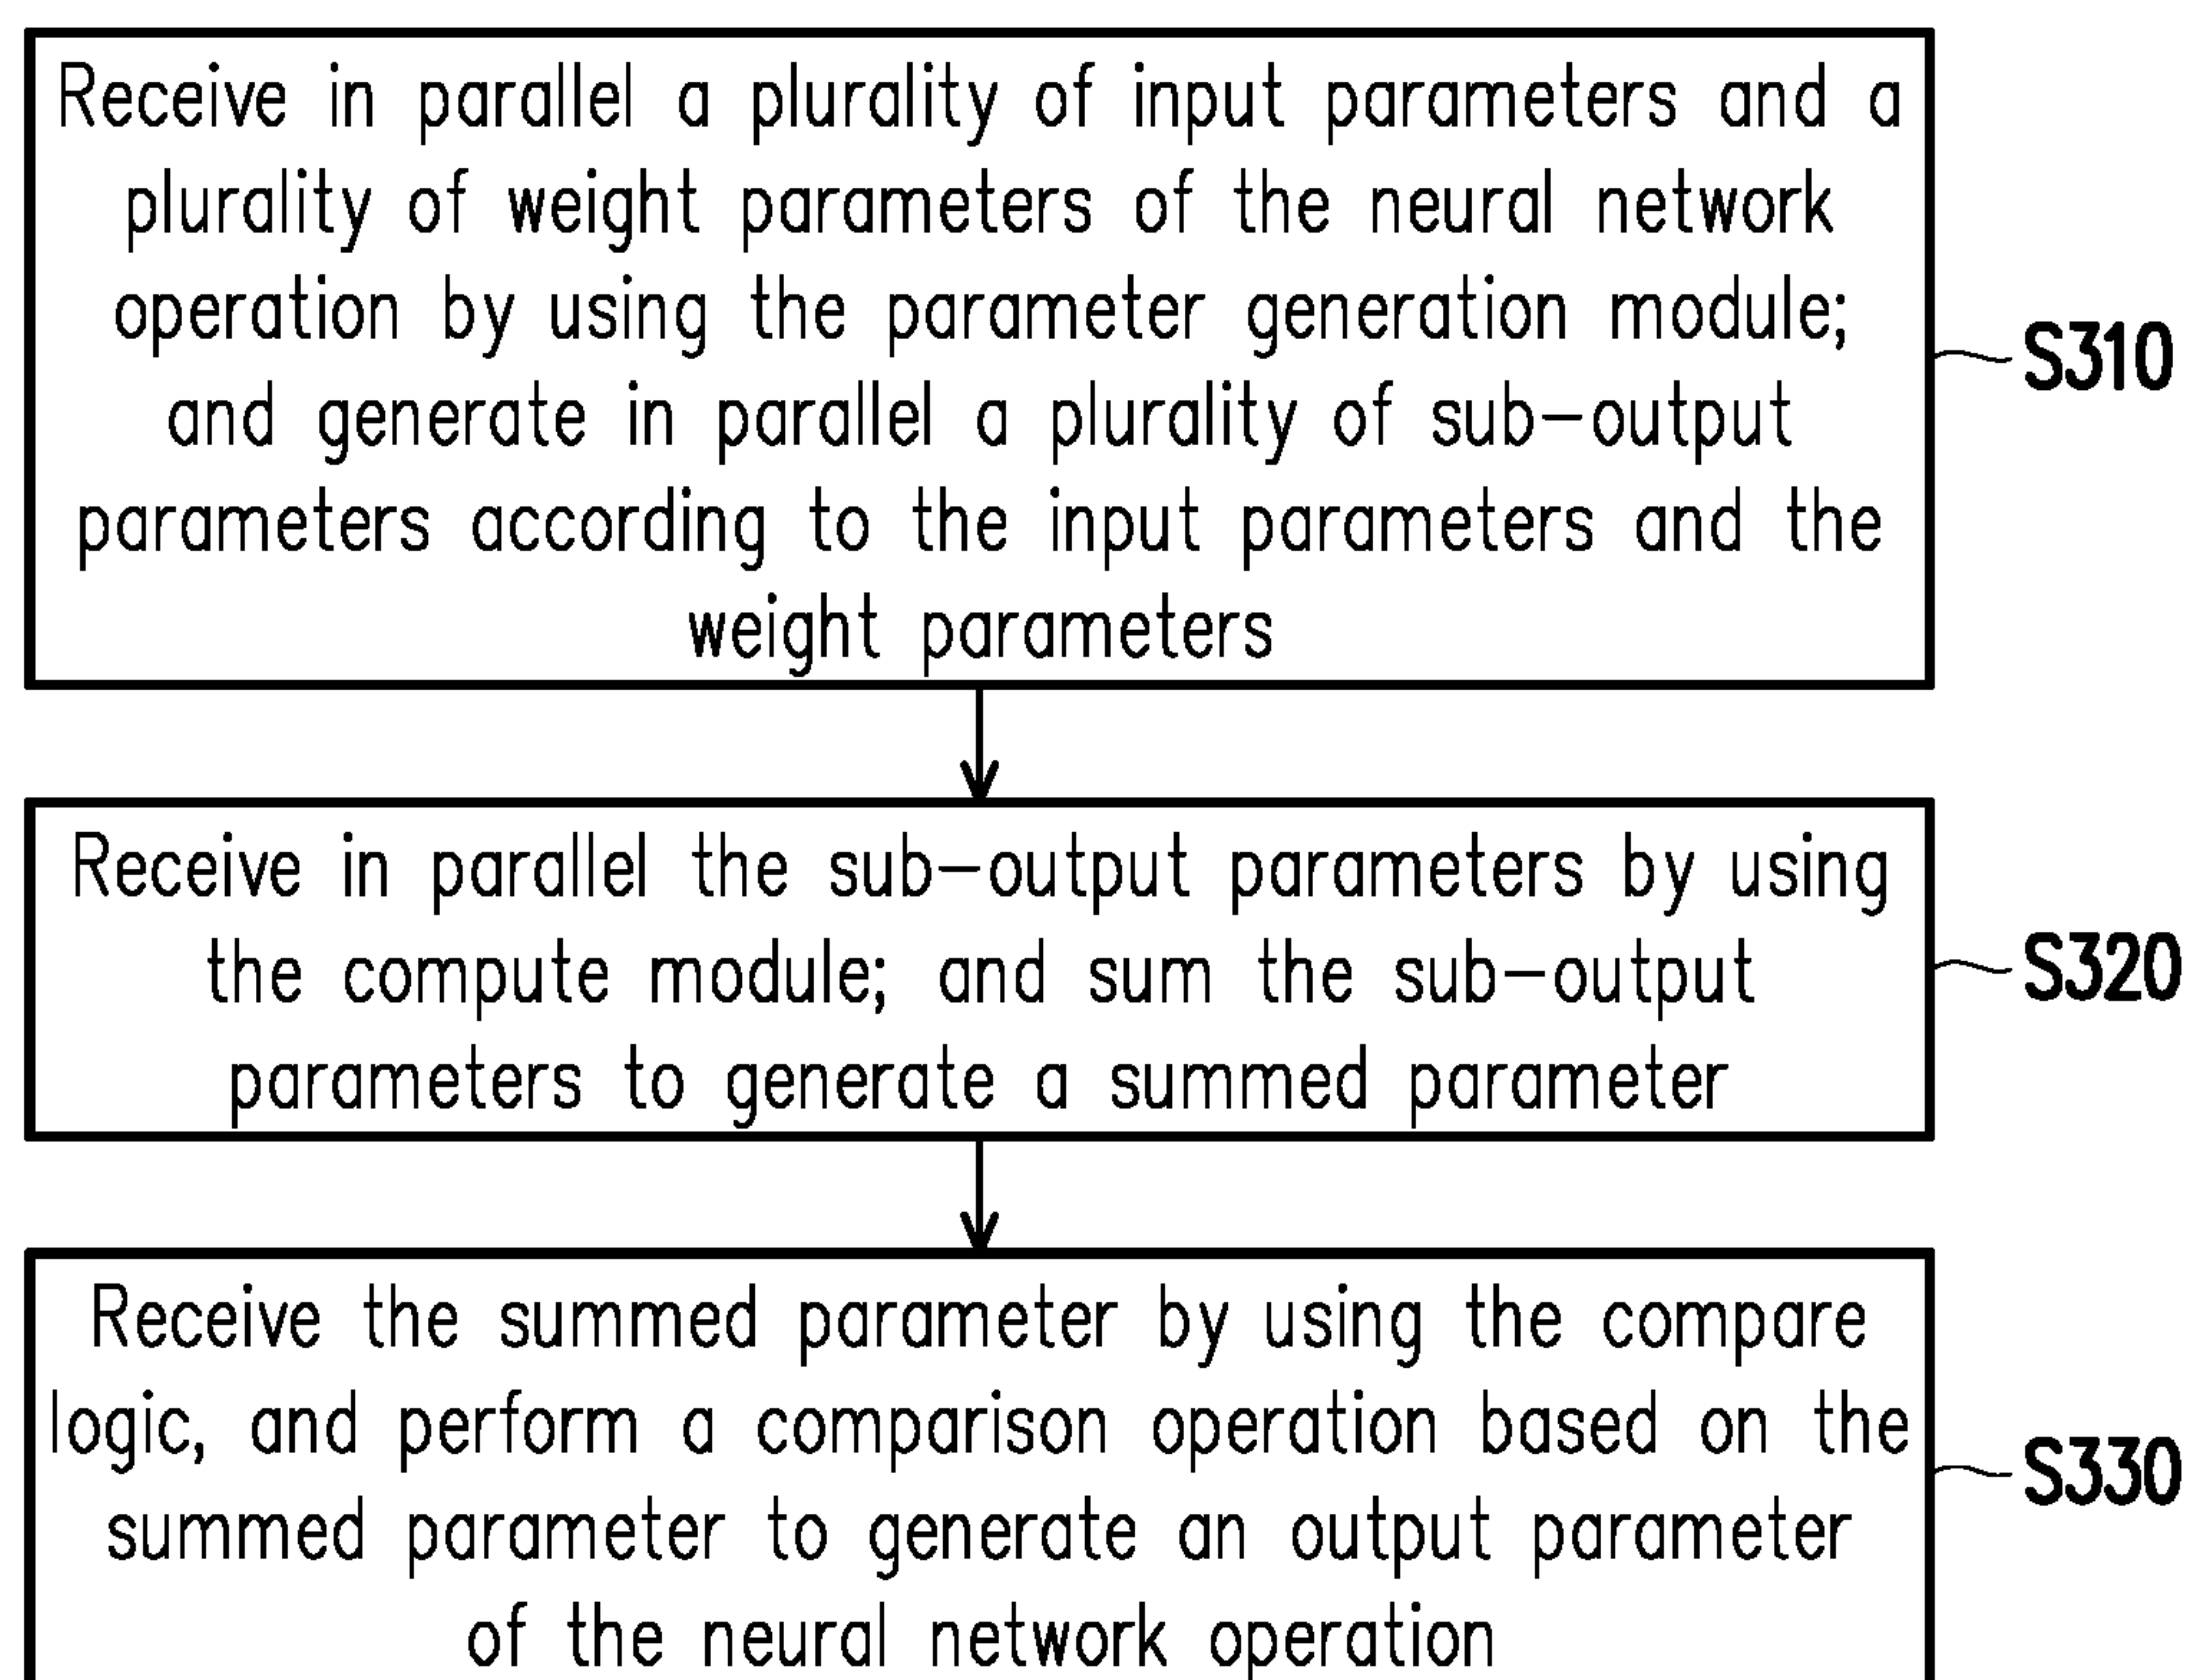 Receive in parallel a plurality of input parameters and a
plurality of weight parameters of the neural network
operation by using the parameter generation module;
and generate in parallel a plurality of sub-output
parameters according to the input parameters and the
weight parameters
S310
Receive in parallel the sub-output parameters by using
the compute module; and sum the sub-output
parameters to generate a summed parameter
S320
Receive the summed parameter by using the compare
logic, and perform a comparison operation based on the
summed parameter to generate an output parameter
of the neural network operation
S330